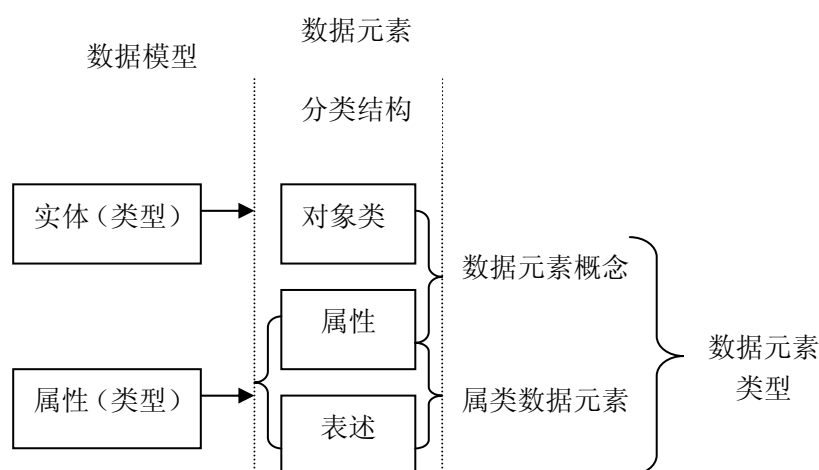 数据模型
数据元素
分类结构
实体（类型）
对象类
数据元素概念
属性
数据元素
类型
属性（类型）
属类数据元素
表述